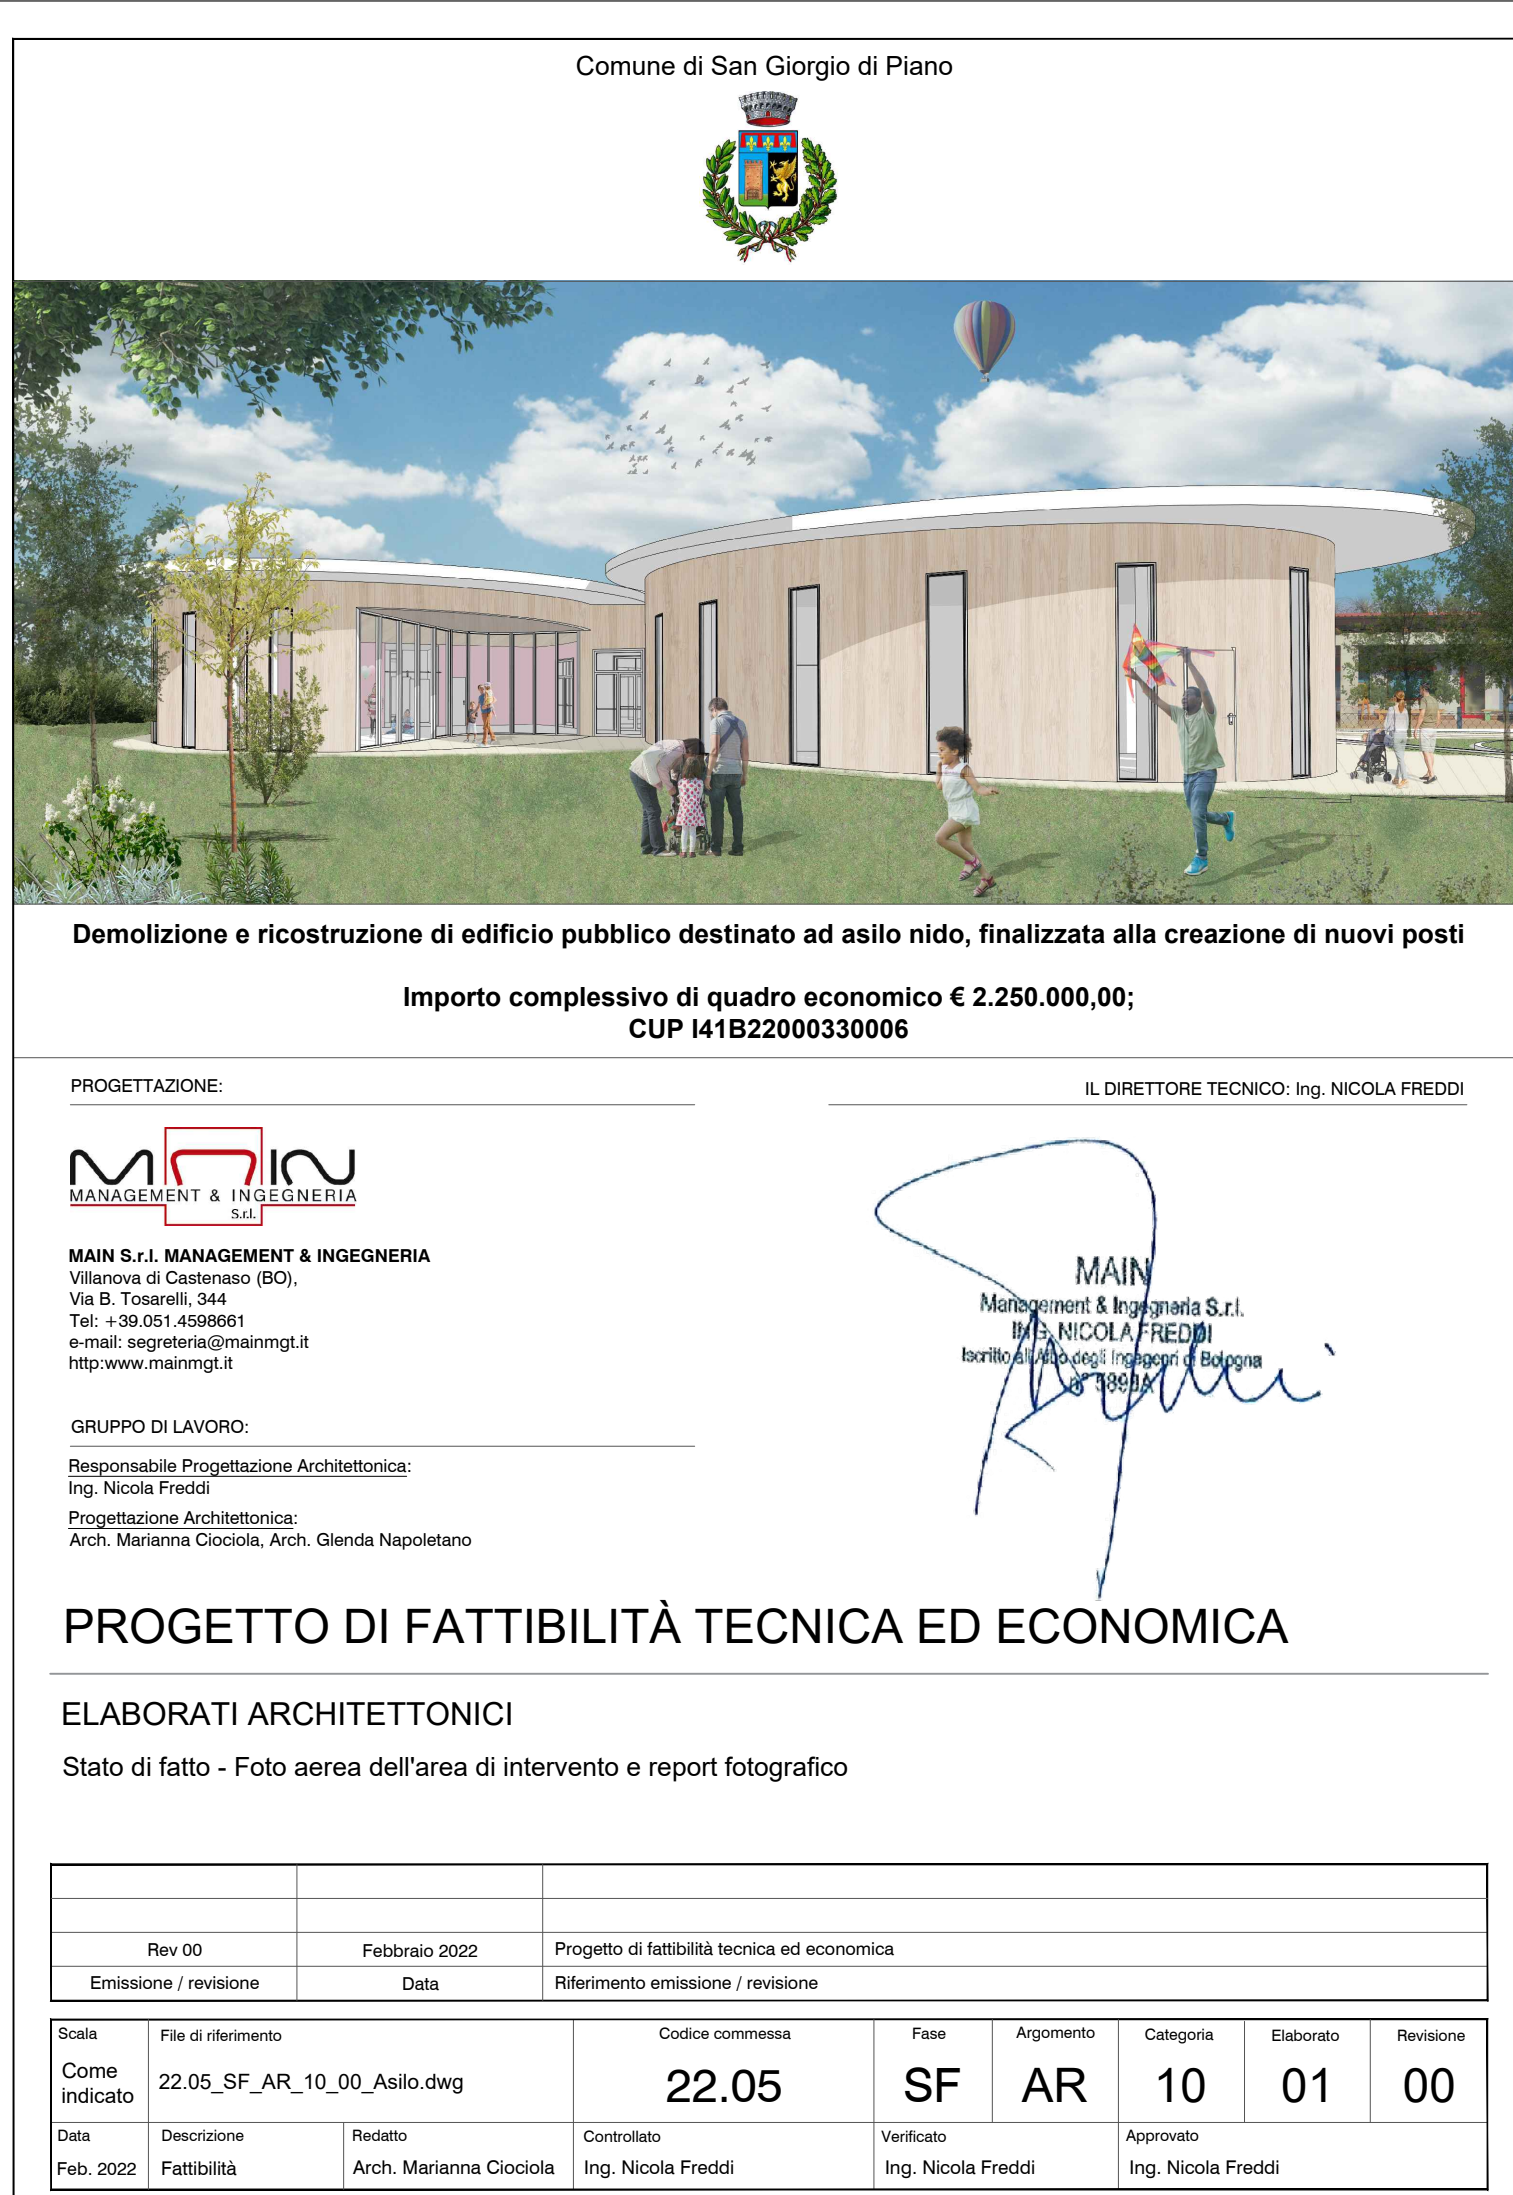 Comune di San Giorgio di Piano
Demolizione e ricostruzione di edificio pubblico destinato ad asilo nido, finalizzata alla creazione di nuovi posti
Importo complessivo di quadro economico € 2.250.000,00;
CUP I41B22000330006
PROGETTAZIONE:
IL DIRETTORE TECNICO: Ing. NICOLA FREDDI
MAIN
MANAGEMENT & INGEGNERIA
S.r.l.
MAIN S.r.l. MANAGEMENT & INGEGNERIA
Villanova di Castenaso (BO),
Via B. Tosarelli, 344
Tel: +39.051.4598661
e-mail: segreteria@mainmgt.it
http:www.mainmgt.it
MAIN
Management & Ingegneria S.r.l.
ING. NICOLA FREDDI
Iscritto all'Albo degli Ingegneri di Bologna
GRUPPO DI LAVORO:
Responsabile Progettazione Architettonica:
Ing. Nicola Freddi
Progettazione Architettonica:
Arch. Marianna Ciociola, Arch. Glenda Napoletano
PROGETTO DI FATTIBILITÀ TECNICA ED ECONOMICA
ELABORATI ARCHITETTONICI
Stato di fatto - Foto aerea dell'area di intervento e report fotografico
Rev 00 Febbraio 2022 Progetto di fattibilità tecnica ed economica
Emissione / revisione Data Riferimento emissione / revisione
Scala File di riferimento Codice commessa Fase Argomento Categoria Elaborato Revisione
Come
indicato 22.05_SF_AR_10_00_Asilo.dwg 22.05 SF AR 10 01 00
Data Descrizione Redatto Controllato Verificato Approvato
Feb. 2022 Fattibilità Arch. Marianna Ciociola Ing. Nicola Freddi Ing. Nicola Freddi Ing. Nicola Freddi